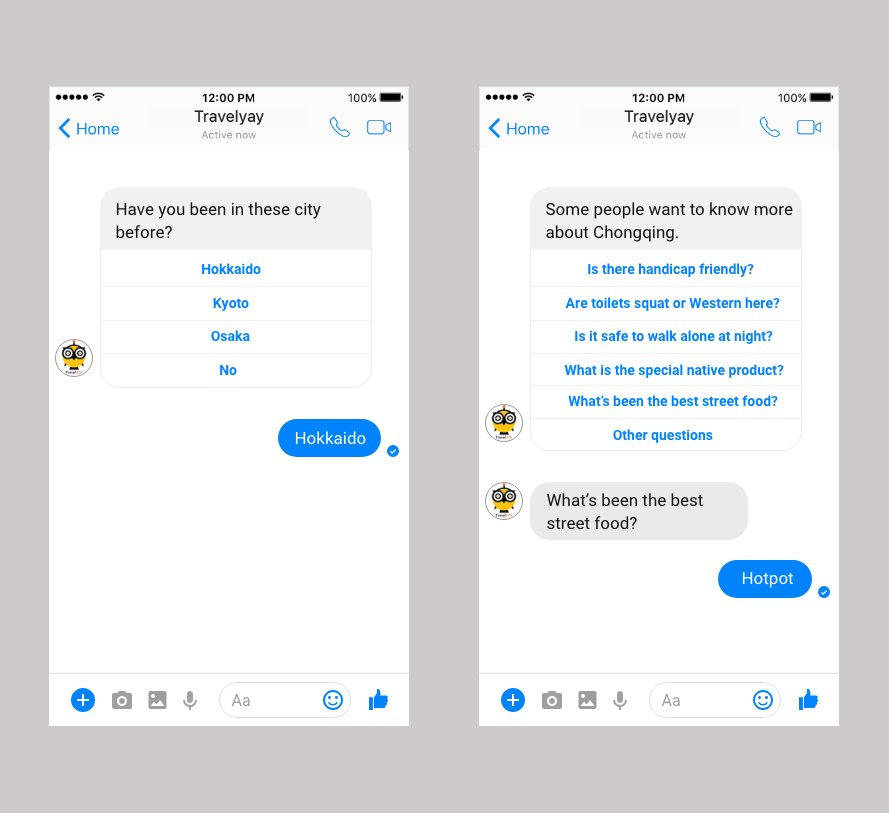 12:00 PM
100%
Home
Travelyay
Active now
Have you been in these city
before?
Hokkaido
Kyoto
Osaka
No
Hokkaido
Aa
12:00 PM
100%
Home
Travelyay
Active now
Some people want to know more
about Chongqing.
Is there handicap friendly?
Are toilets squat or Western here?
Is it safe to walk alone at night?
What is the special native product?
What’s been the best street food?
Other questions
What’s been the best
street food?
Hotpot
Aa